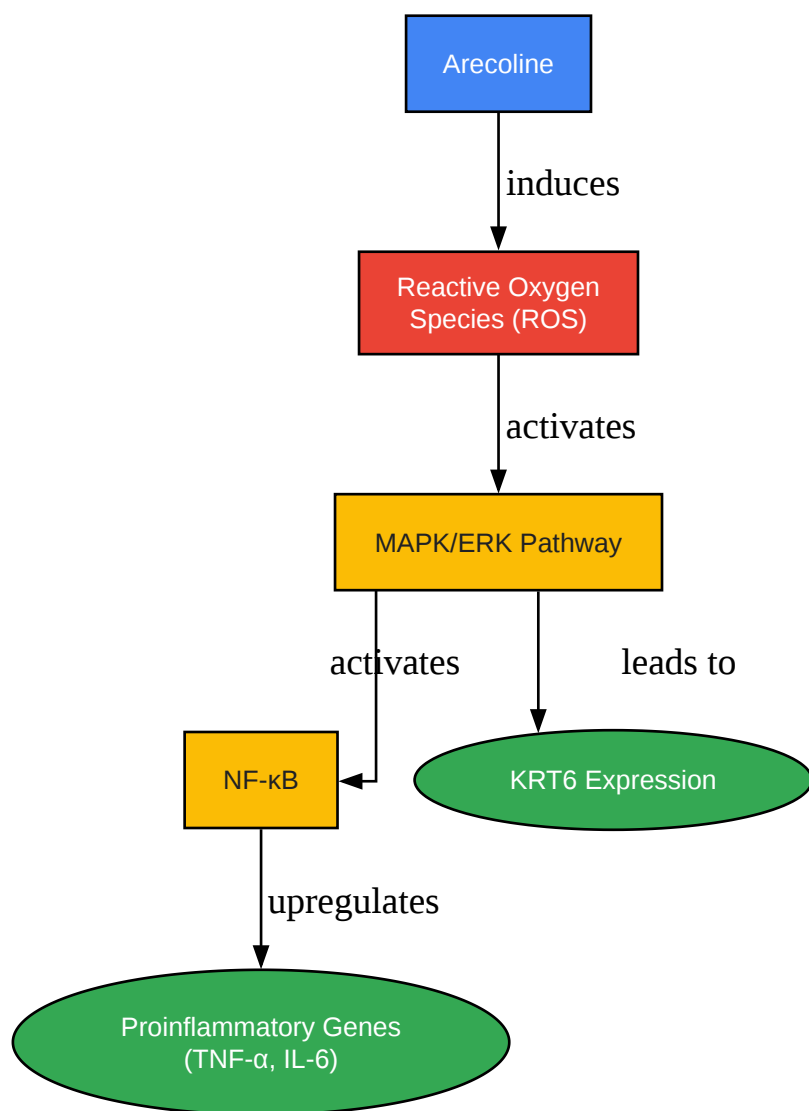 Arecoline
induces
Reactive Oxygen
Species (ROS)
activates
MAPK/ERK Pathway
activates
leads to
NF-κB
KRT6 Expression
upregulates
Proinflammatory Genes
(TNF-α, IL-6)